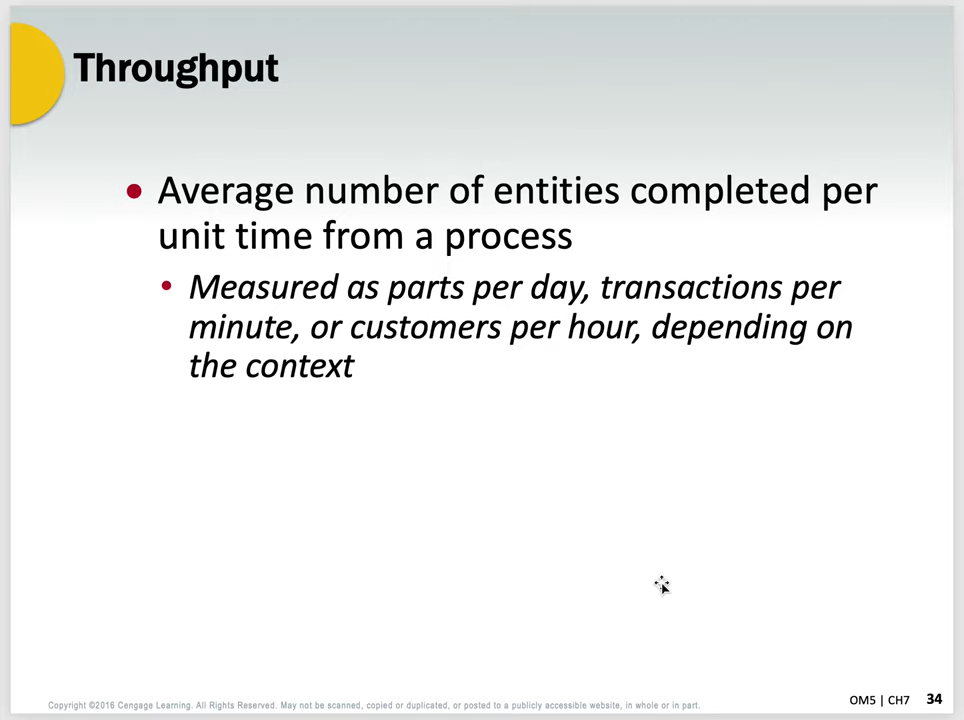 Throughput
• Average number of entities completed per
unit time from a process
• Measured as parts per day, transactions per
minute, or customers per hour, depending on
the context
Copyright ©2016 Cengage Learning. All Rights Reserved. May not be scanned, copied or duplicated, or posted to a publicly accessible website, in whole or in part.
OM5 | CH7 34